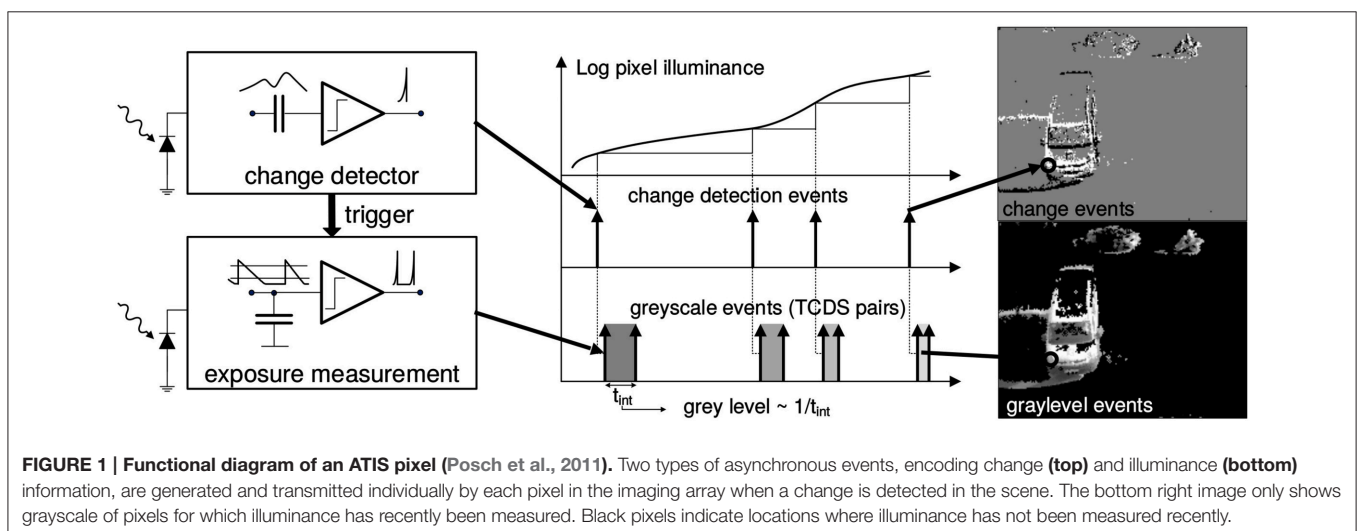 change detector
trigger
exposure measurement
Log pixel illuminance
change detection events
greyscale events (TCDS pairs)
t_int
grey level ~ 1/t_int
change events
graylevel events
FIGURE 1 | Functional diagram of an ATIS pixel (Posch et al., 2011). Two types of asynchronous events, encoding change (top) and illuminance (bottom)
information, are generated and transmitted individually by each pixel in the imaging array when a change is detected in the scene. The bottom right image only shows
grayscale of pixels for which illuminance has recently been measured. Black pixels indicate locations where illuminance has not been measured recently.